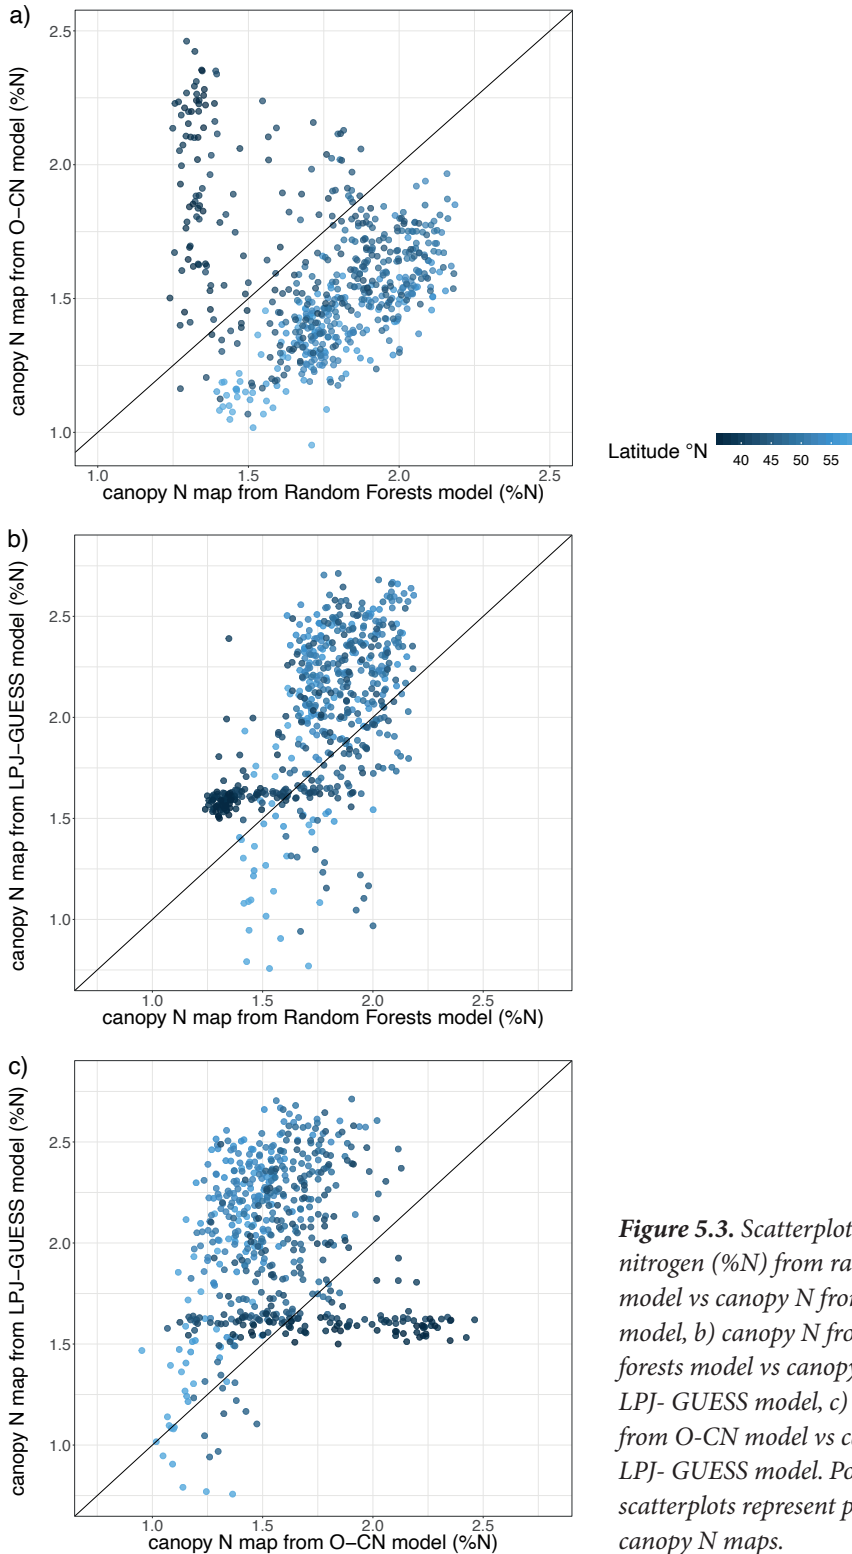 a)
2.5
2.0
1.5
1.0
canopy N map from O−CN model (%N)
1.0 1.5 2.0 2.5
canopy N map from Random Forests model (%N)
Latitude °N
40 45 50 55
b)
2.5
2.0
1.5
1.0
canopy N map from LPJ−GUESS model (%N)
1.0 1.5 2.0 2.5
canopy N map from Random Forests model (%N)
c)
2.5
2.0
1.5
1.0
canopy N map from LPJ−GUESS model (%N)
1.0 1.5 2.0 2.5
canopy N map from O−CN model (%N)
Figure 5.3. Scatterplot
nitrogen (%N) from ra
model vs canopy N from
model, b) canopy N fro
forests model vs canopy
LPJ- GUESS model, c)
from O-CN model vs c
LPJ- GUESS model. Po
scatterplots represent p
canopy N maps.